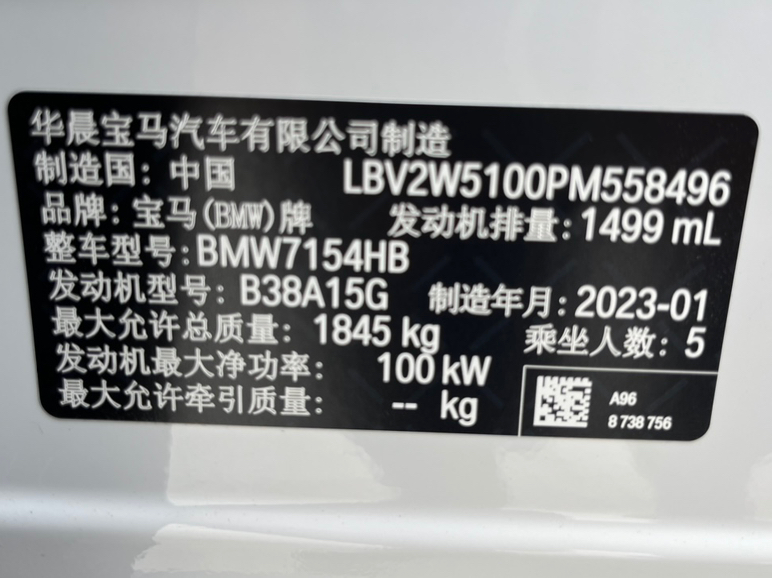 华晨宝马汽车有限公司制造
制造国: 中国 LBV2W5100PM558496
品牌: 宝马(BMW)牌 发动机排量: 1499 mL
整车型号: BMW7154HB
发动机型号: B38A15G 制造年月: 2023-01
最大允许总质量: 1845 kg 乘坐人数: 5
发动机最大净功率: 100 kW
最大允许牵引质量: -- kg
A96
8 738 756